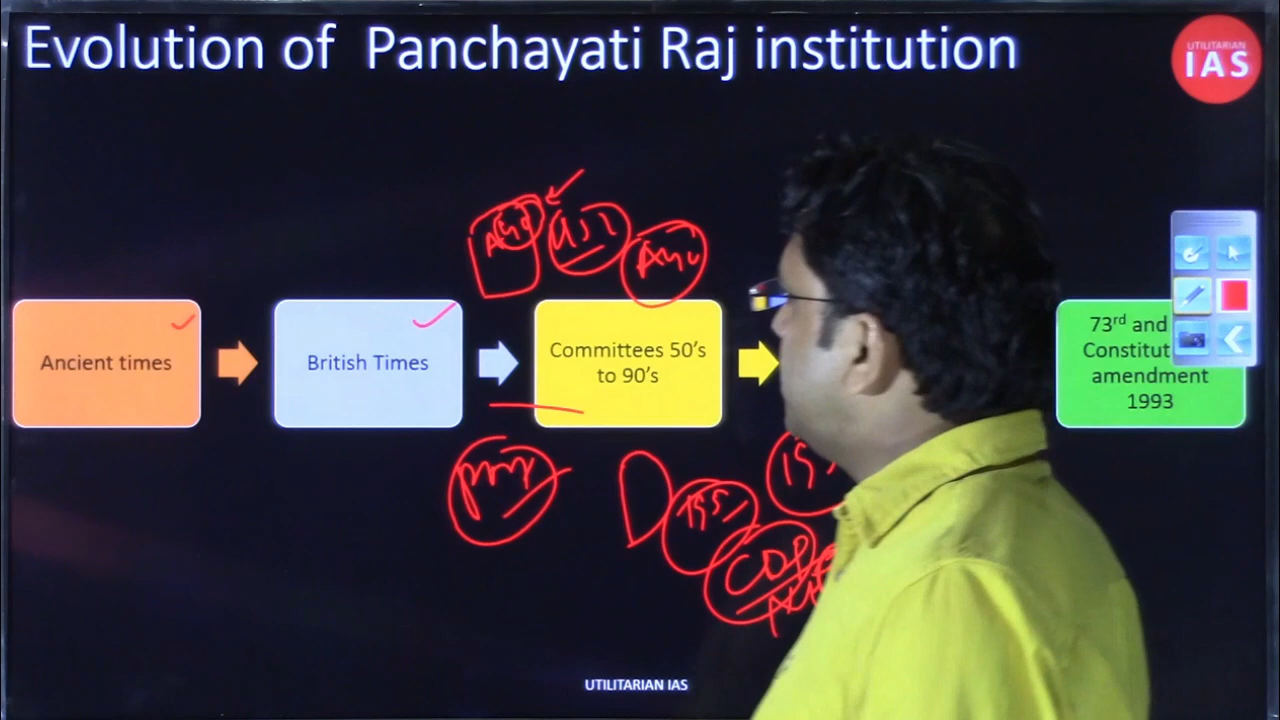 Evolution of Panchayati Raj institution
UTILITARIAN
IAS
Ancient times
British Times
Committees 50's
to 90's
73rd and
Constitut
amendment
1993
CDP
UTILITARIAN IAS